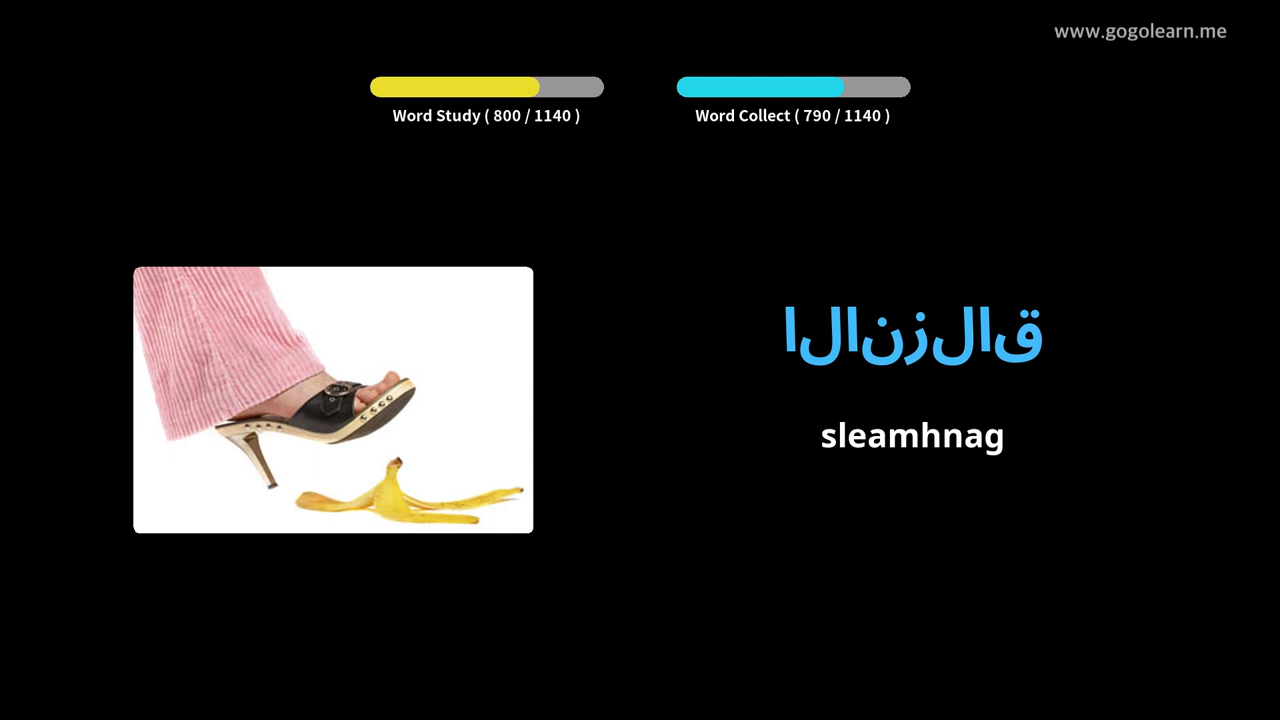 www.gogolearn.me
Word Study ( 800 / 1140 )
Word Collect ( 790 / 1140 )
الانزلاق
sleamhnag